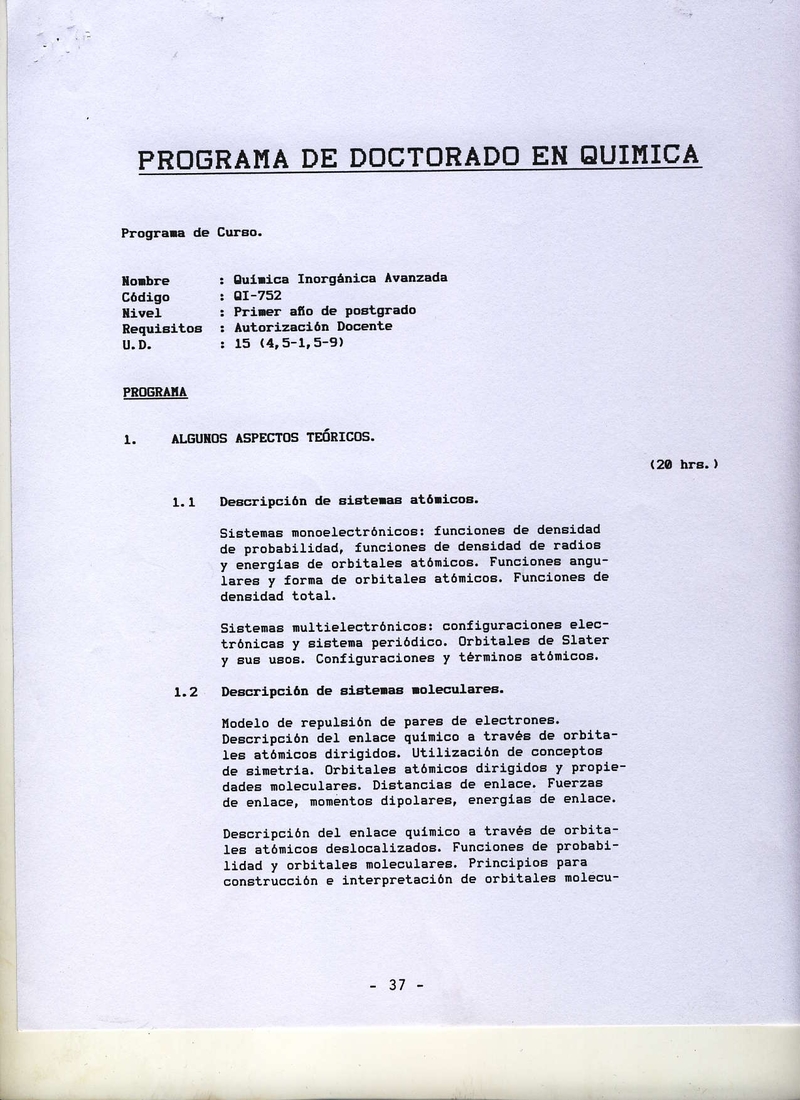 PROGRAMA DE DOCTORADO EN QUIMICA
Programa de Curso.
Nombre : Quimica Inorgánica Avanzada
Código : QI-752
Nivel : Primer año de postgrado
Requisitos : Autorización Docente
U.D. : 15 (4,5-1,5-9)
PROGRAMA
1. ALGUNOS ASPECTOS TEÓRICOS.
(20 hrs.)
1.1 Descripción de sistemas atómicos.
Sistemas monoelectrónicos: funciones de densidad
de probabilidad, funciones de densidad de radios
y energias de orbitales atómicos. Funciones angu-
lares y forma de orbitales atómicos. Funciones de
densidad total.
Sistemas multielectrónicos: configuraciones elec-
trónicas y sistema periódico. Orbitales de Slater
y sus usos. Configuraciones y términos atómicos.
1.2 Descripción de sistemas moleculares.
Modelo de repulsión de pares de electrones.
Descripción del enlace quimico a través de orbita-
les atómicos dirigidos. Utilización de conceptos
de simetria. Orbitales atómicos dirigidos y propie-
dades moleculares. Distancias de enlace. Fuerzas
de enlace, momentos dipolares, energias de enlace.
Descripción del enlace quimico a través de orbita-
les atómicos deslocalizados. Funciones de probabi-
lidad y orbitales moleculares. Principios para
construcción e interpretación de orbitales molecu-
- 37 -